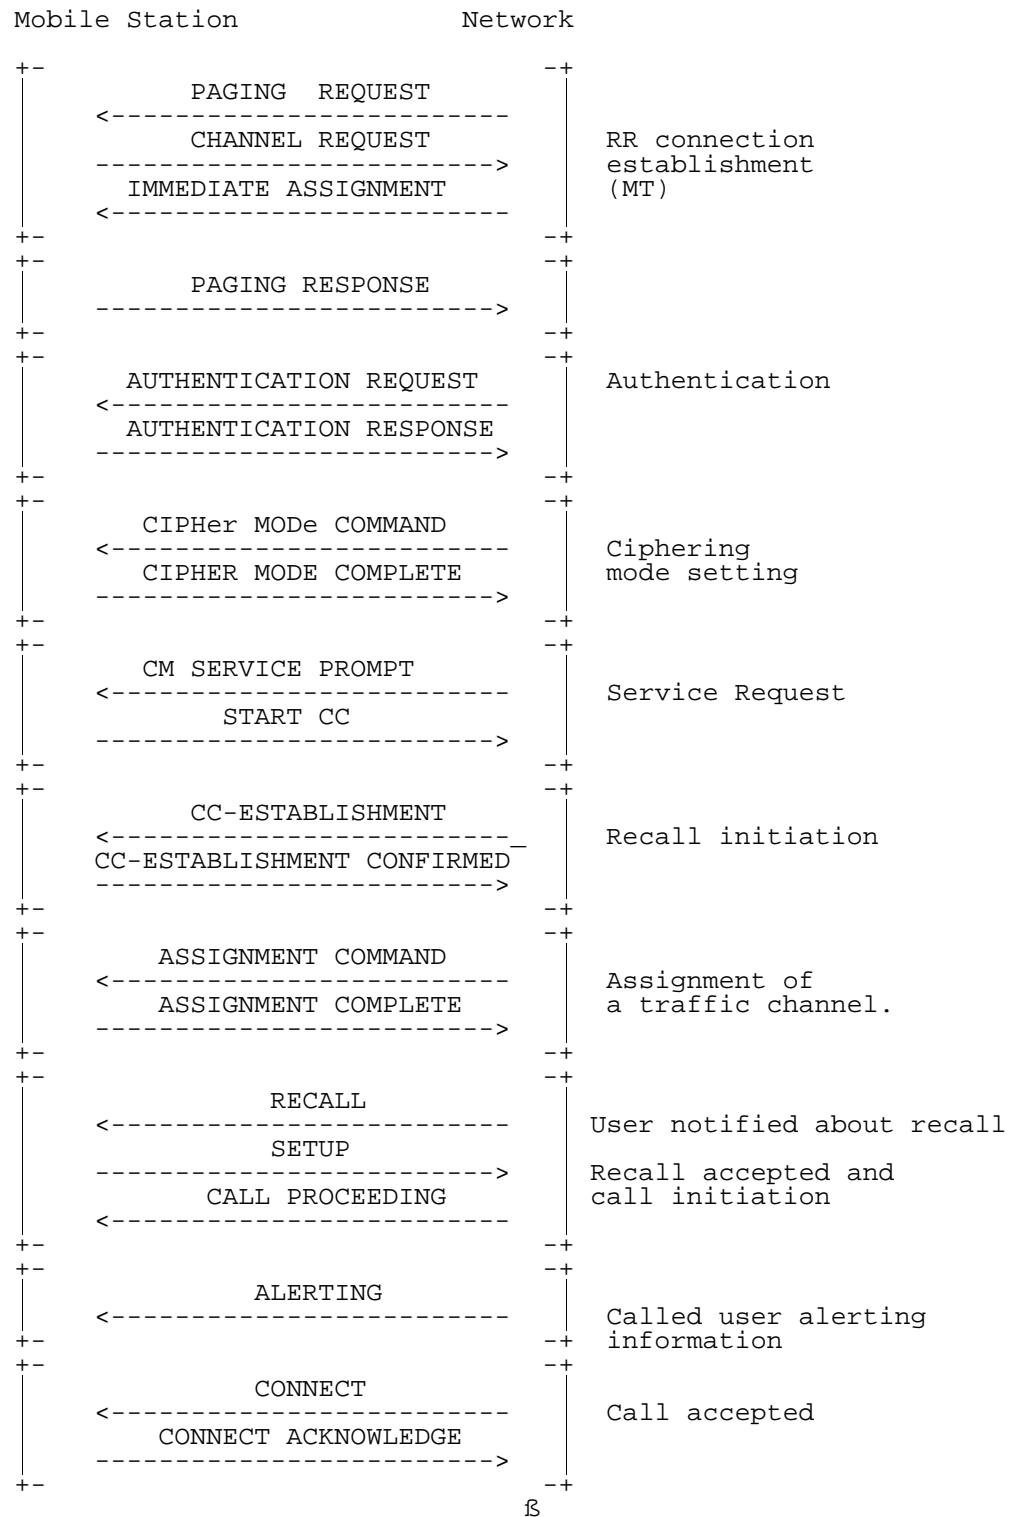 Mobile Station Network
PAGING REQUEST
CHANNEL REQUEST RR connection
establishment
IMMEDIATE ASSIGNMENT (MT)
PAGING RESPONSE
AUTHENTICATION REQUEST Authentication
AUTHENTICATION RESPONSE
CIPHer MODe COMMAND
Ciphering
CIPHER MODE COMPLETE mode setting
CM SERVICE PROMPT
Service Request
START CC
CC-ESTABLISHMENT
Recall initiation
CC-ESTABLISHMENT CONFIRMED
ASSIGNMENT COMMAND
Assignment of
ASSIGNMENT COMPLETE a traffic channel.
RECALL
User notified about recall
SETUP
Recall accepted and
CALL PROCEEDING call initiation
ALERTING
Called user alerting
information
CONNECT
Call accepted
CONNECT ACKNOWLEDGE
ß